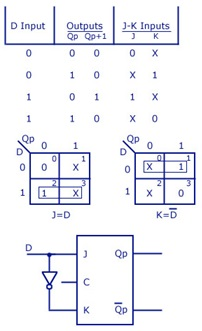 D Input Outputs J-K Inputs
Qp Qp+1 J K
0 0 0 0 X
0 1 0 X 1
1 0 1 1 X
1 1 1 X 0
Qp Qp
D 0 1 D 0 1
0 0 0 X 1 0 X 0 1 1
1 1 2 X 3 1 X 2 0 3
J=D K=D̅
D J Qp
C
K Q̅p